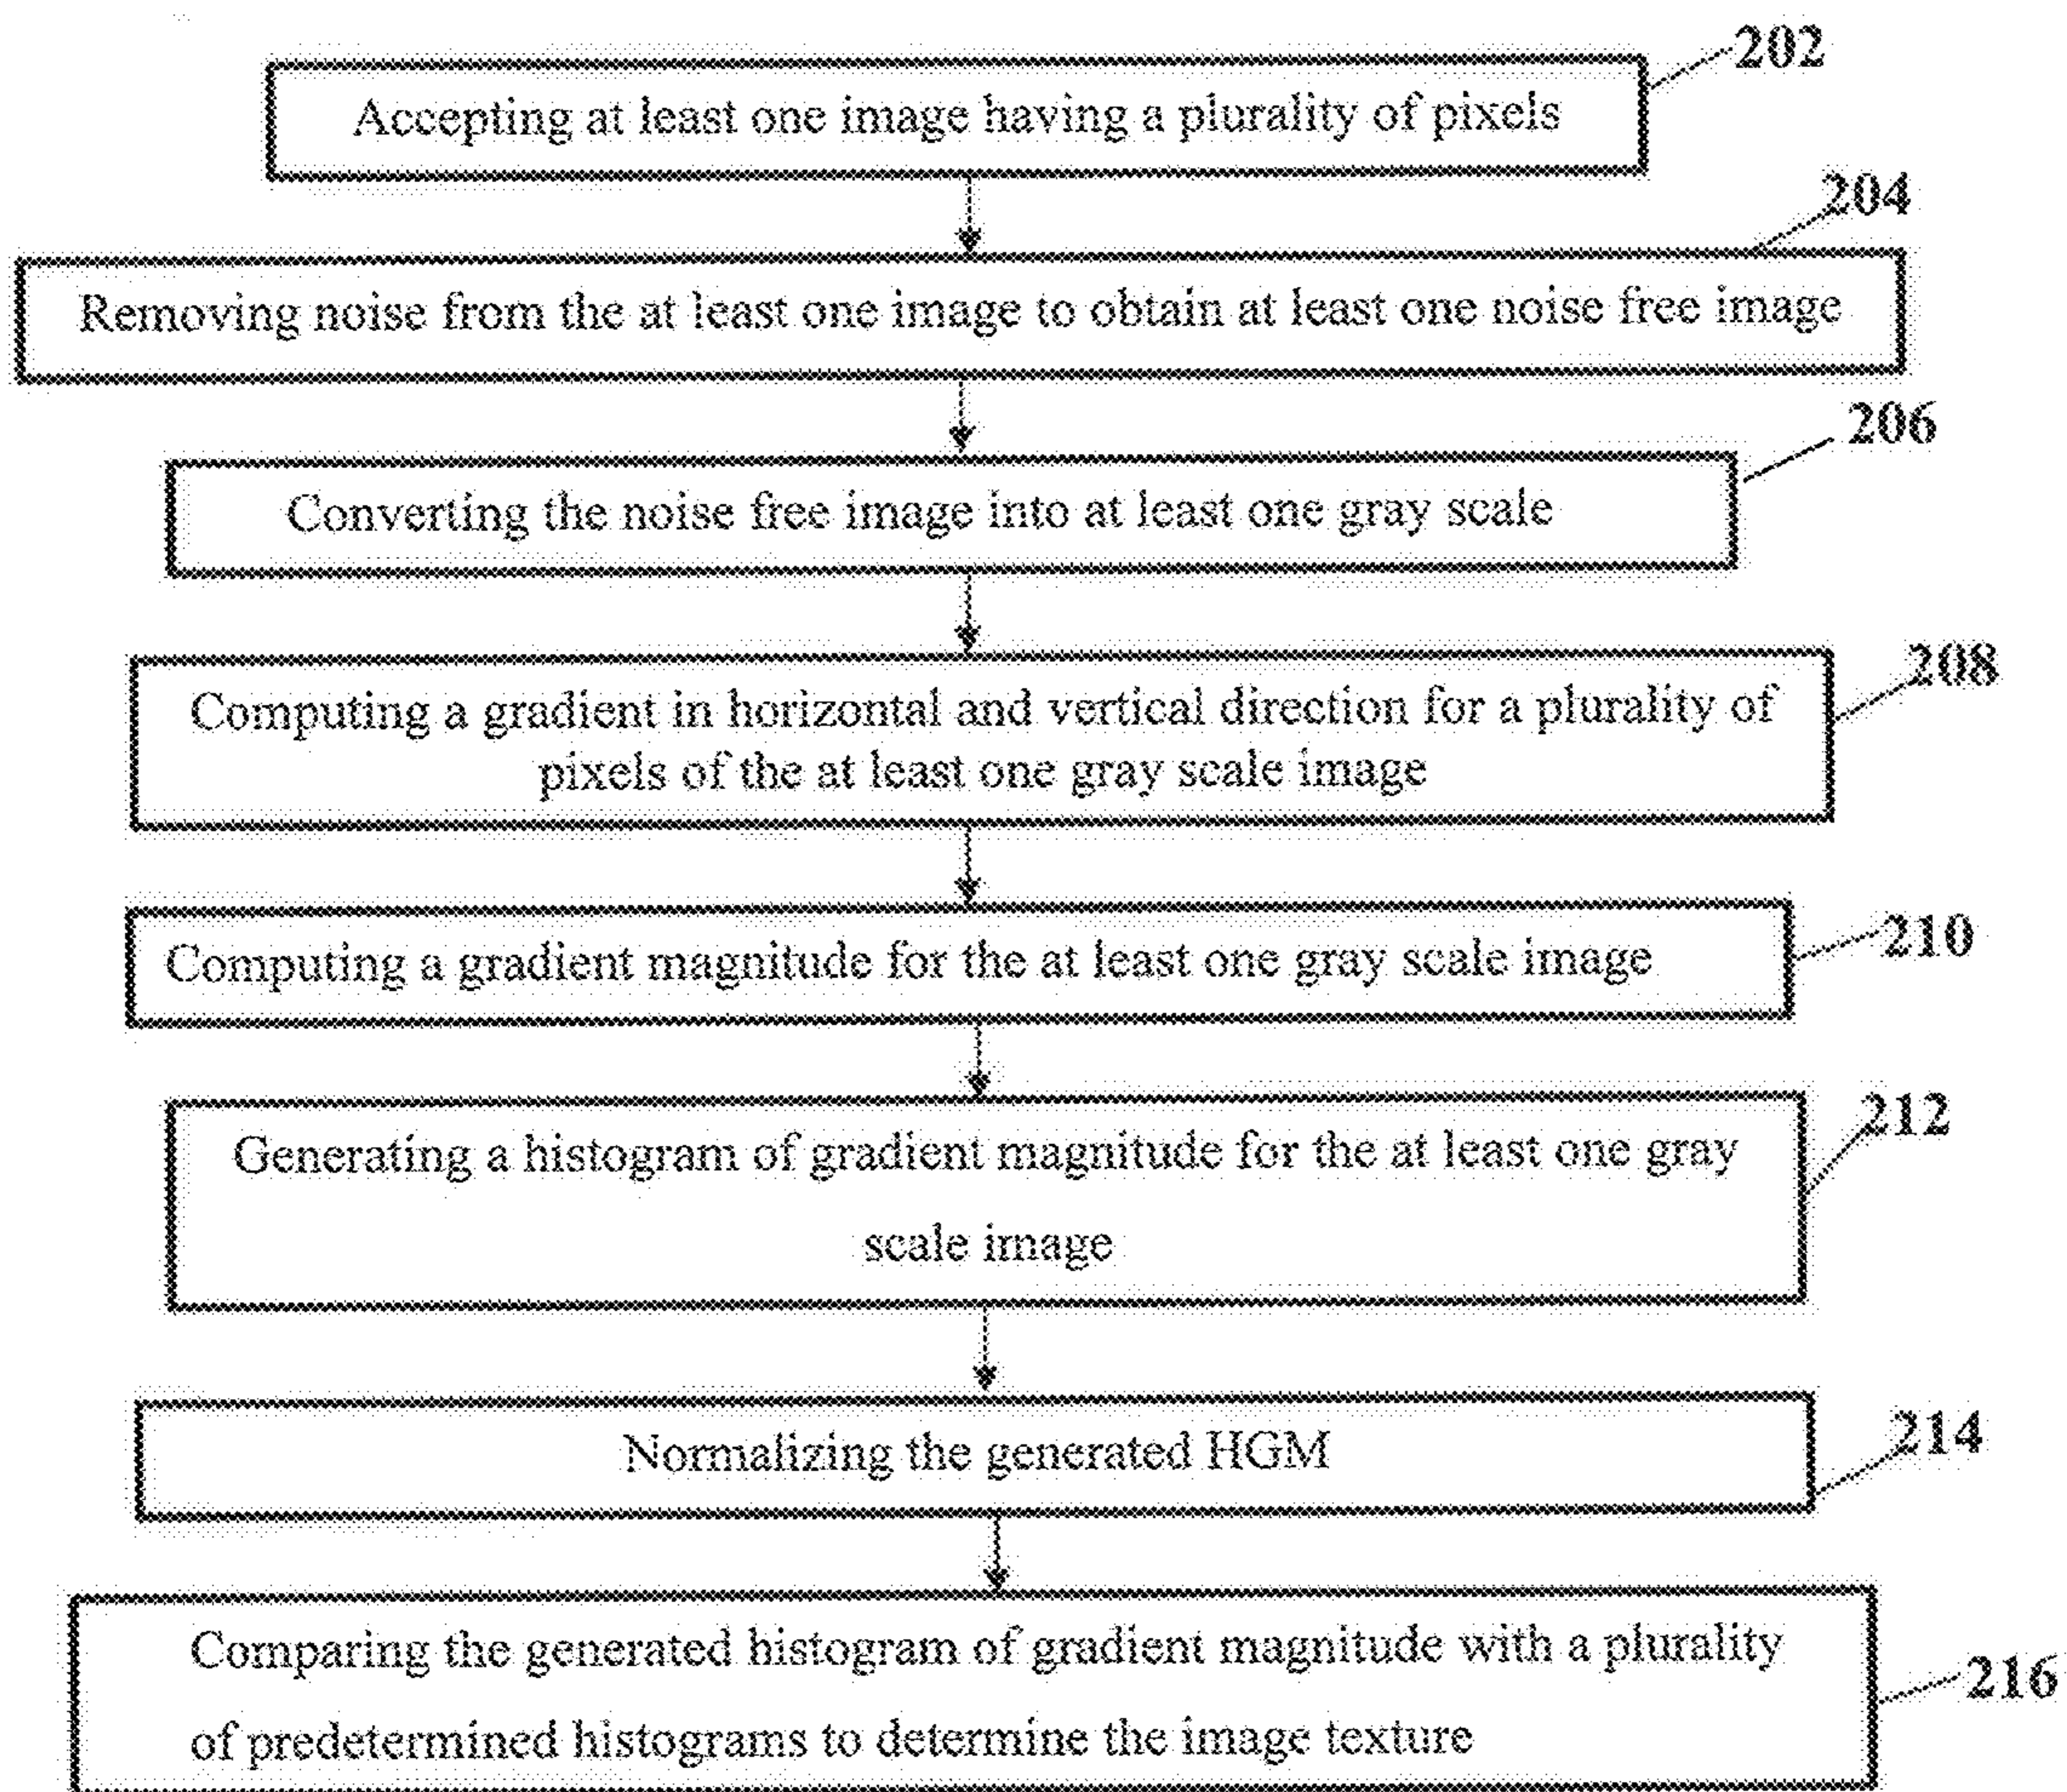 202
Accepting at least one image having a plurality of pixels
204
Removing noise from the at least one image to obtain at least one noise free image
206
Converting the noise free image into at least one gray scale
208
Computing a gradient in horizontal and vertical direction for a plurality of
pixels of the at least one gray scale image
210
Computing a gradient magnitude for the at least one gray scale image
212
Generating a histogram of gradient magnitude for the at least one gray
scale image
214
Normalizing the generated HGM
216
Comparing the generated histogram of gradient magnitude with a plurality
of predetermined histograms to determine the image texture